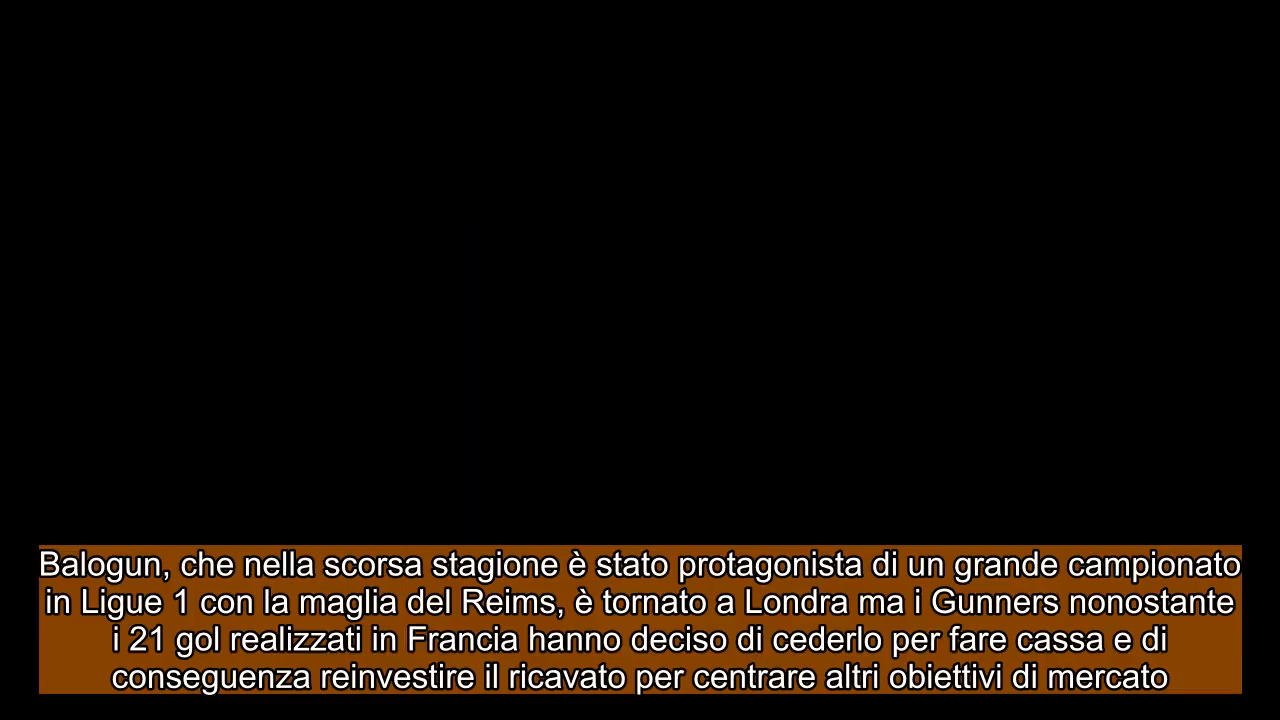 Balogun, che nella scorsa stagione è stato protagonista di un grande campionato
in Ligue 1 con la maglia del Reims, è tornato a Londra ma i Gunners nonostante
i 21 gol realizzati in Francia hanno deciso di cederlo per fare cassa e di
conseguenza reinvestire il ricavato per centrare altri obiettivi di mercato